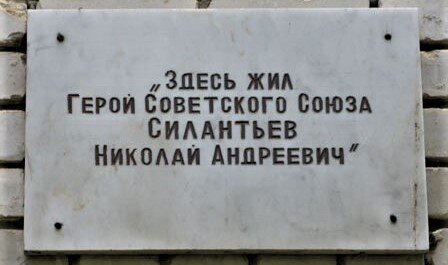 „Здесь жил
Герой Советского Союза
Силантьев
Николай Андреевич”